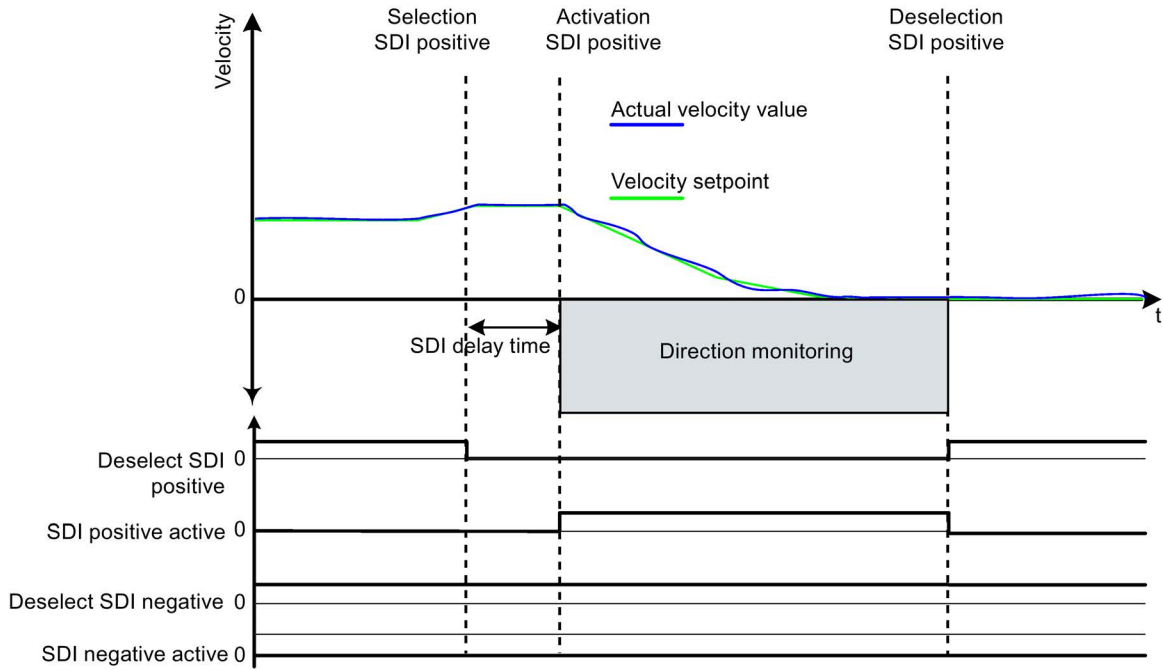 Selection
SDI positive
Activation
SDI positive
Deselection
SDI positive
Velocity
Actual velocity value
Velocity setpoint
0
t
SDI delay time
Direction monitoring
Deselect SDI 0
positive
SDI positive active 0
Deselect SDI negative 0
SDI negative active 0